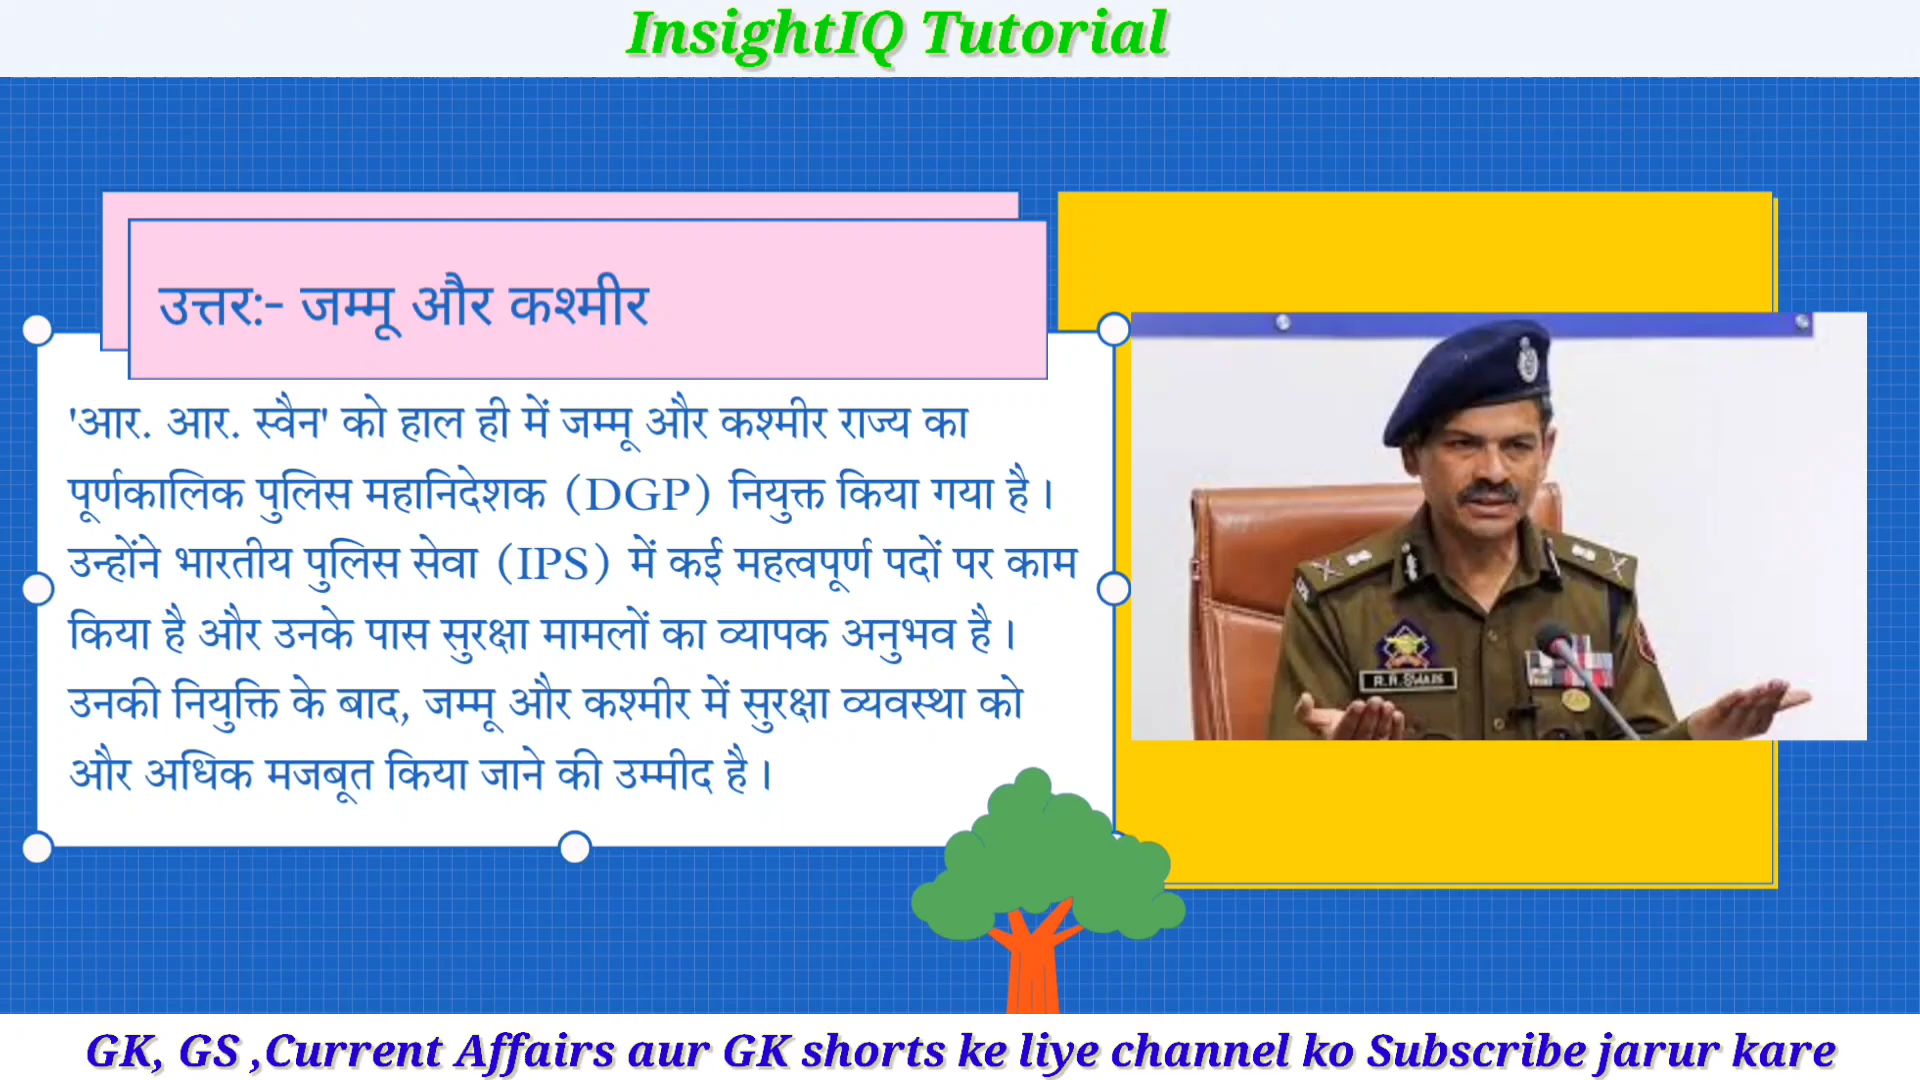 InsightIQ Tutorial
उत्तर:- जम्मू और कश्मीर
'आर. आर. स्वैन' को हाल ही में जम्मू और कश्मीर राज्य का
पूर्णकालिक पुलिस महानिदेशक (DGP) नियुक्त किया गया है।
उन्होंने भारतीय पुलिस सेवा (IPS) में कई महत्वपूर्ण पदों पर काम
किया है और उनके पास सुरक्षा मामलों का व्यापक अनुभव है।
उनकी नियुक्ति के बाद, जम्मू और कश्मीर में सुरक्षा व्यवस्था को
और अधिक मजबूत किया जाने की उम्मीद है।
R.R.SWAIN
GK, GS ,Current Affairs aur GK shorts ke liye channel ko Subscribe jarur kare